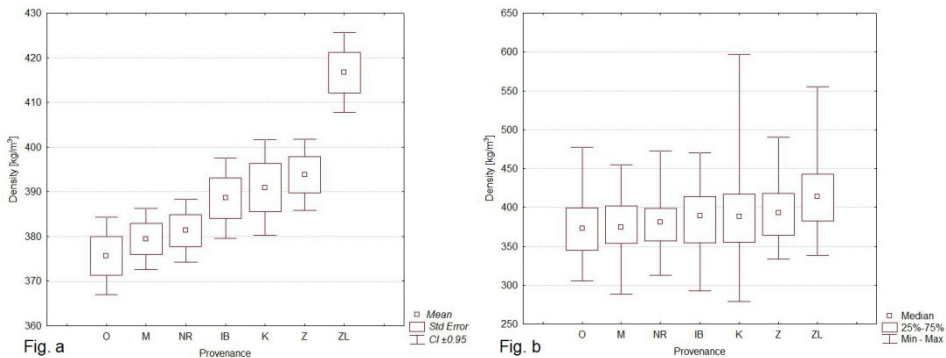 430
420
410
400
390
380
370
360
Density [kg/m³]
O M NR IB K Z ZL
Provenance
Fig. a
Mean
Std Error
CI ±0.95
650
600
550
500
450
400
350
300
250
Density [kg/m³]
O M NR IB K Z ZL
Provenance
Fig. b
Median
25%-75%
Min - Max